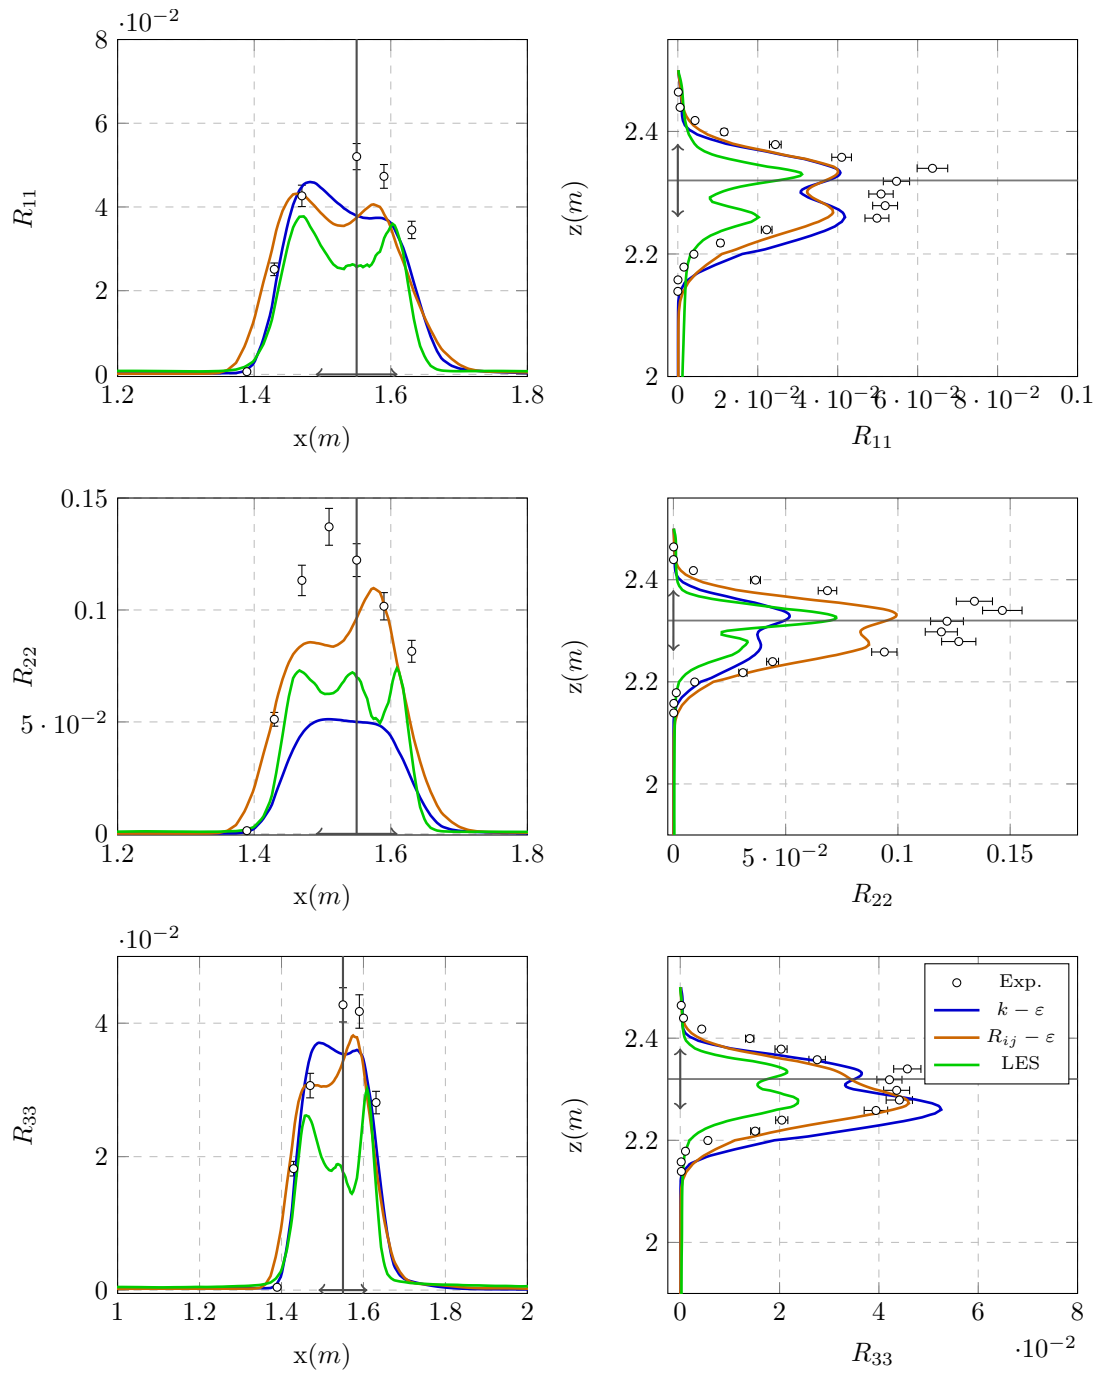 ·10⁻²
8
6
4
2
0
1.2 1.4 1.6 1.8
x(m)
R₁₁
2.4
2.2
2
0 2·10⁻² 4·10⁻² 6·10⁻² 8·10⁻² 0.1
R₁₁
z(m)
0.15
0.1
5·10⁻²
0
1.2 1.4 1.6 1.8
x(m)
R₂₂
2.4
2.2
2
0 5·10⁻² 0.1 0.15
R₂₂
z(m)
·10⁻²
4
2
0
1 1.2 1.4 1.6 1.8 2
x(m)
R₃₃
2.4
2.2
2
0 2 4 6 8
·10⁻²
R₃₃
z(m)
Exp.
k − ε
Rᵢⱼ − ε
LES